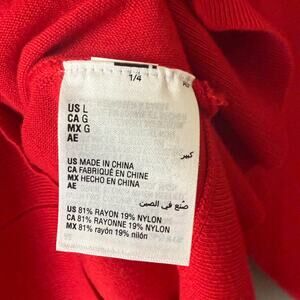 1/4
US L
CA G
MX G
AE
كبير
US MADE IN CHINA
CA FABRIQUÉ EN CHINE
MX HECHO EN CHINA
AE
صنع في الصين
US 81% RAYON 19% NYLON
CA 81% RAYONNE 19% NYLON
MX 81% rayón 19% nilón